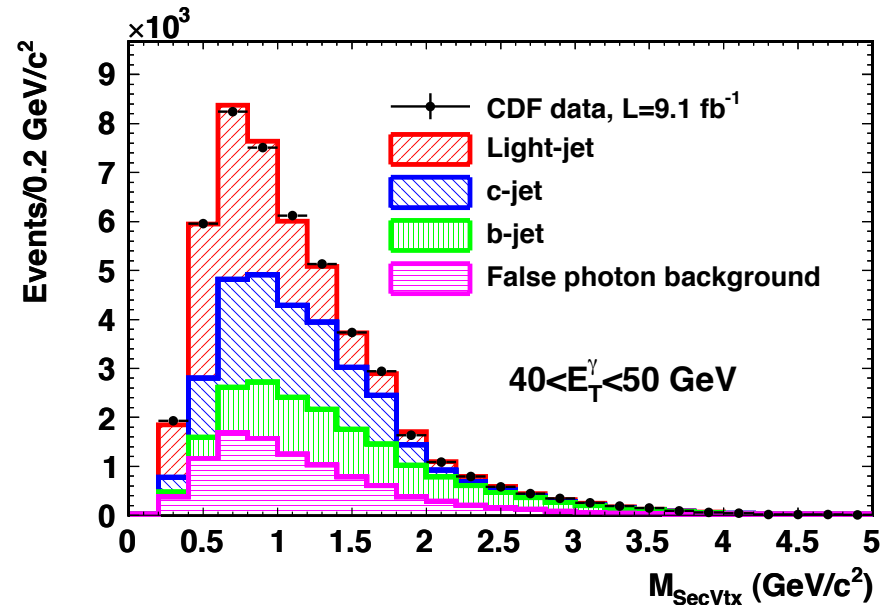 ×10³
Events/0.2 GeV/c²
9
8
7
6
5
4
3
2
1
0
CDF data, L=9.1 fb⁻¹
Light-jet
c-jet
b-jet
False photon background
40<E_T^γ<50 GeV
0 0.5 1 1.5 2 2.5 3 3.5 4 4.5 5
M_SecVtx (GeV/c²)